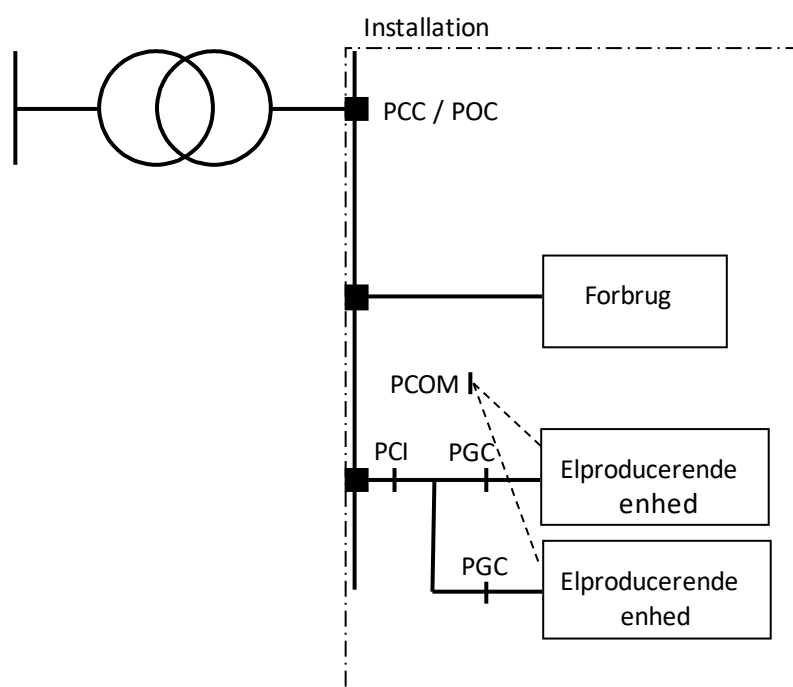 Installation
PCC / POC
Forbrug
PCOM
PCI
PGC
Elproducerende
enhed
PGC
Elproducerende
enhed